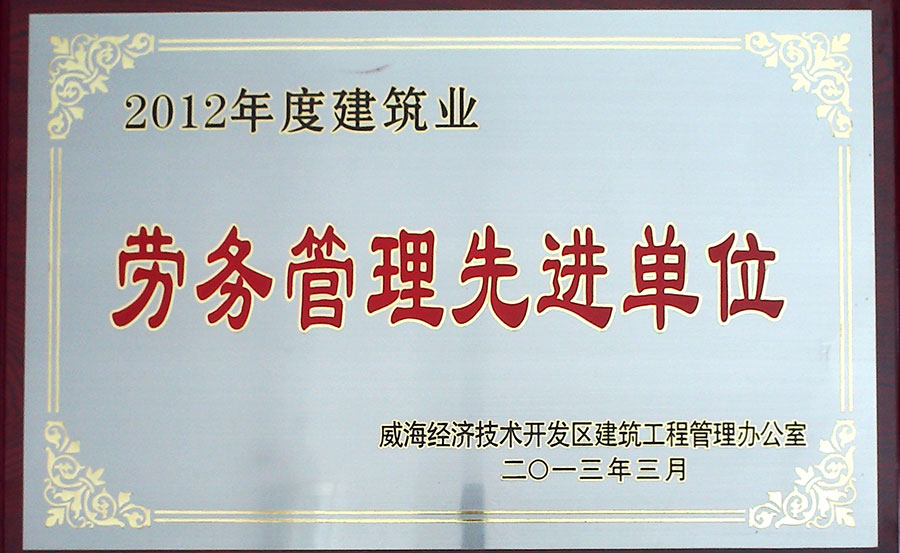 2012年度建筑业
劳务管理先进单位
威海经济技术开发区建筑工程管理办公室
二〇一三年三月